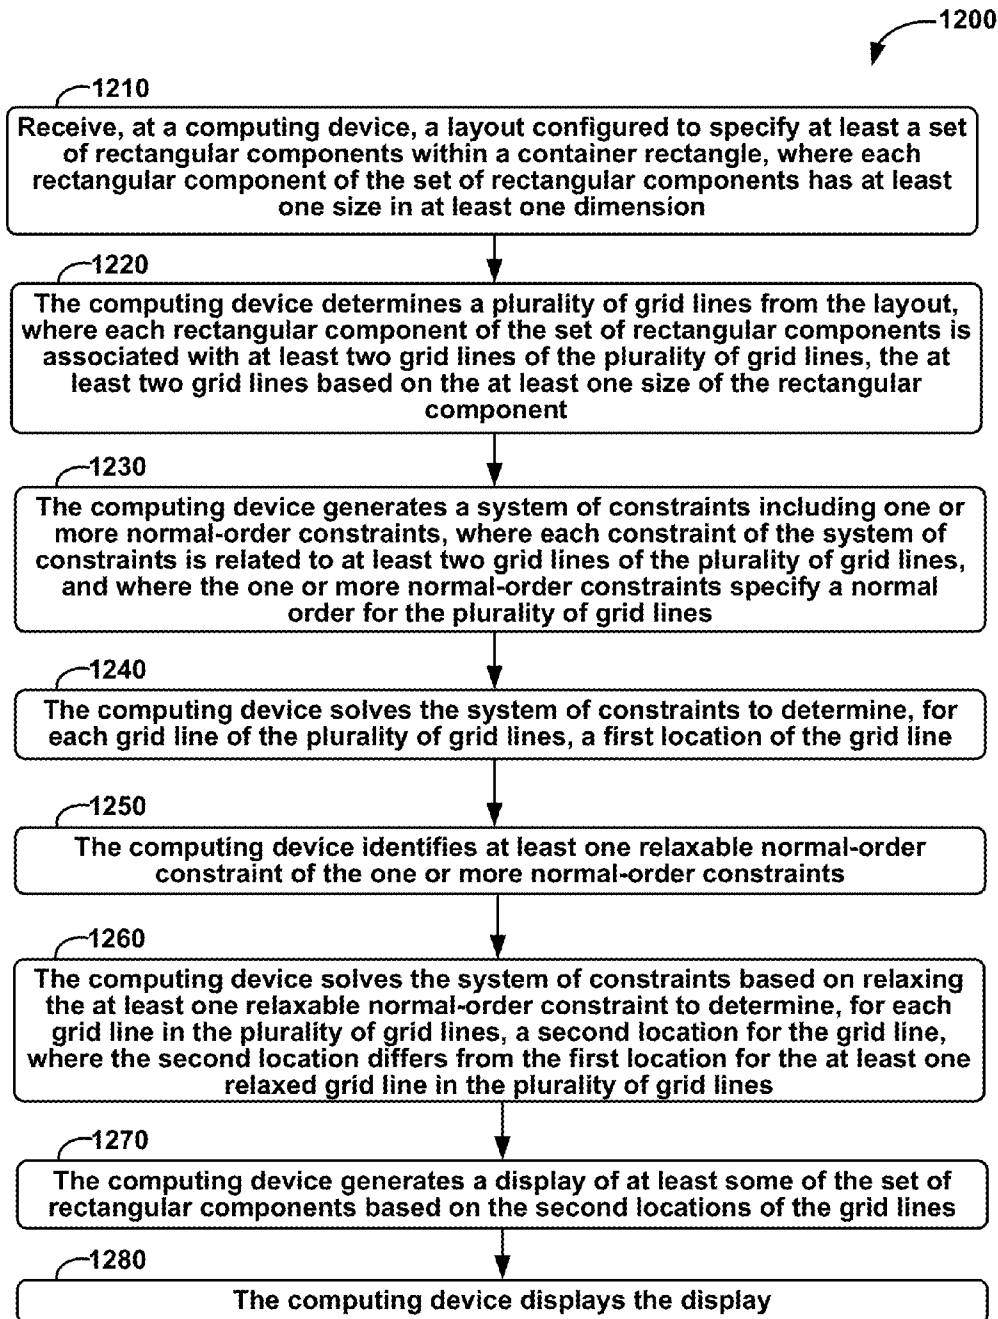 1200
1210
Receive, at a computing device, a layout configured to specify at least a set
of rectangular components within a container rectangle, where each
rectangular component of the set of rectangular components has at least
one size in at least one dimension
1220
The computing device determines a plurality of grid lines from the layout,
where each rectangular component of the set of rectangular components is
associated with at least two grid lines of the plurality of grid lines, the at
least two grid lines based on the at least one size of the rectangular
component
1230
The computing device generates a system of constraints including one or
more normal-order constraints, where each constraint of the system of
constraints is related to at least two grid lines of the plurality of grid lines,
and where the one or more normal-order constraints specify a normal
order for the plurality of grid lines
1240
The computing device solves the system of constraints to determine, for
each grid line of the plurality of grid lines, a first location of the grid line
1250
The computing device identifies at least one relaxable normal-order
constraint of the one or more normal-order constraints
1260
The computing device solves the system of constraints based on relaxing
the at least one relaxable normal-order constraint to determine, for each
grid line in the plurality of grid lines, a second location for the grid line,
where the second location differs from the first location for the at least one
relaxed grid line in the plurality of grid lines
1270
The computing device generates a display of at least some of the set of
rectangular components based on the second locations of the grid lines
1280
The computing device displays the display